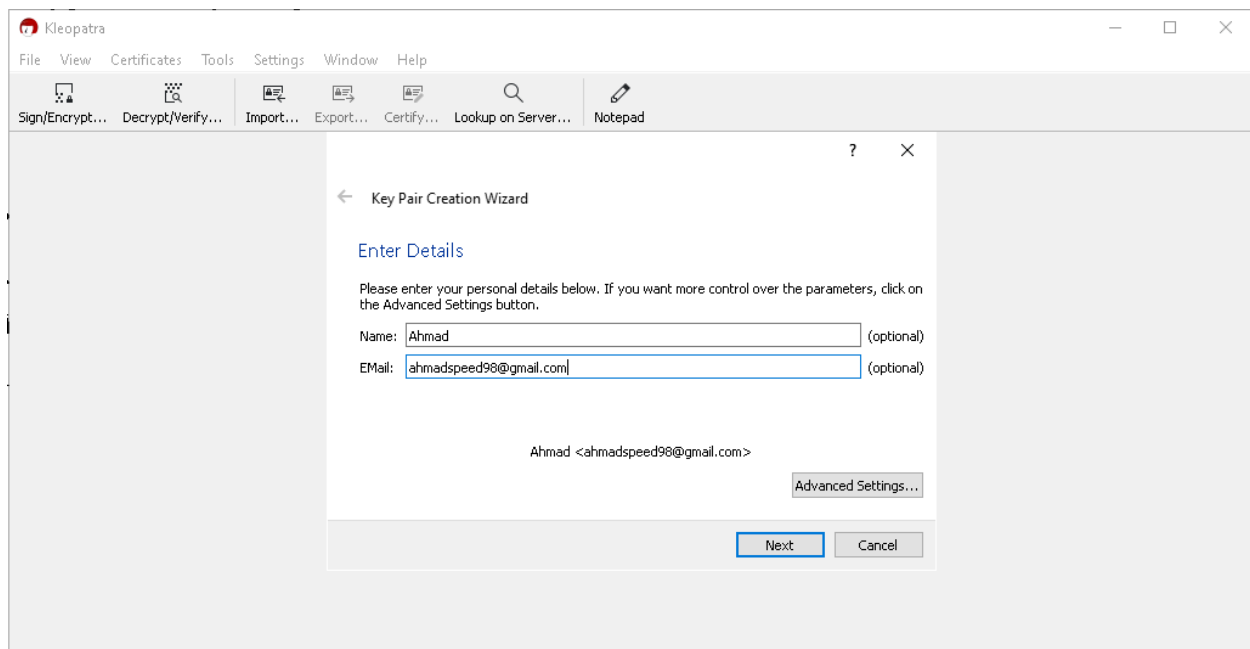 Kleopatra
File View Certificates Tools Settings Window Help
Sign/Encrypt... Decrypt/Verify... Import... Export... Certify... Lookup on Server... Notepad
?
Key Pair Creation Wizard
Enter Details
Please enter your personal details below. If you want more control over the parameters, click on
the Advanced Settings button.
Name: Ahmad (optional)
EMail: ahmadspeed98@gmail.com (optional)
Ahmad <ahmadspeed98@gmail.com>
Advanced Settings...
Next Cancel